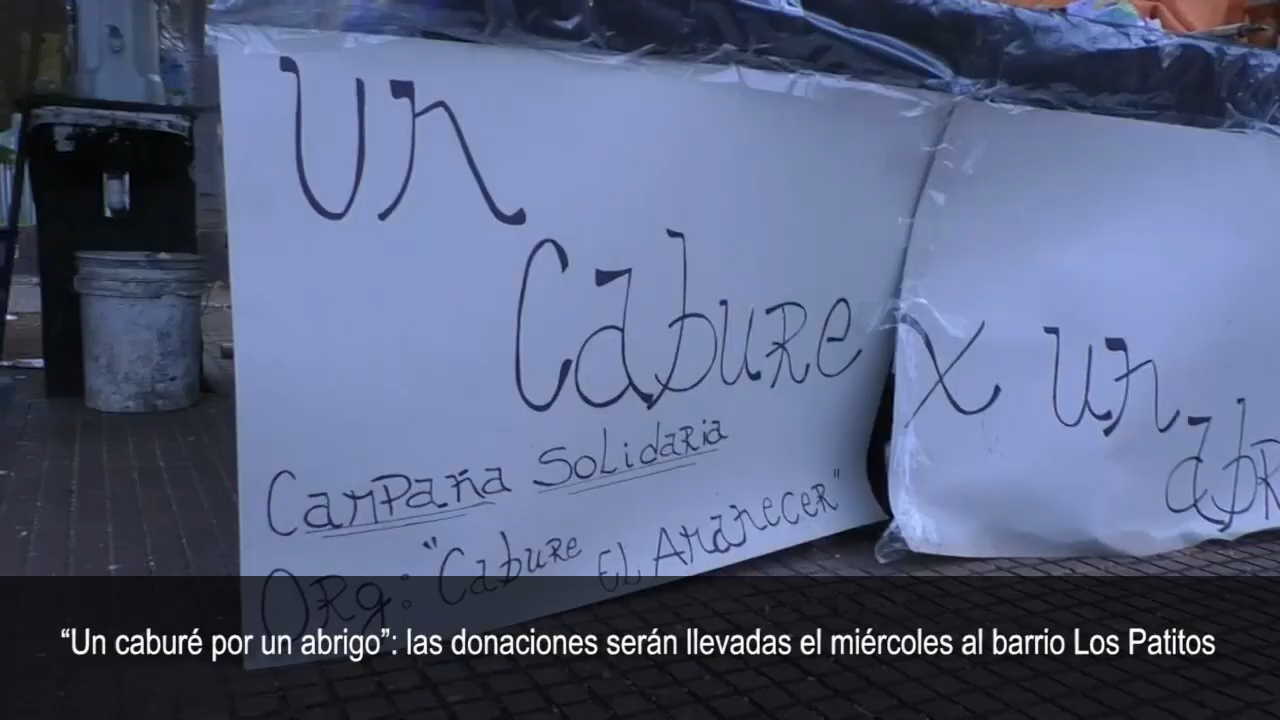 Un
Cabure
Campaña Solidaria
Org: "Cabure El Amanecer"
x un
abr
“Un caburé por un abrigo”: las donaciones serán llevadas el miércoles al barrio Los Patitos